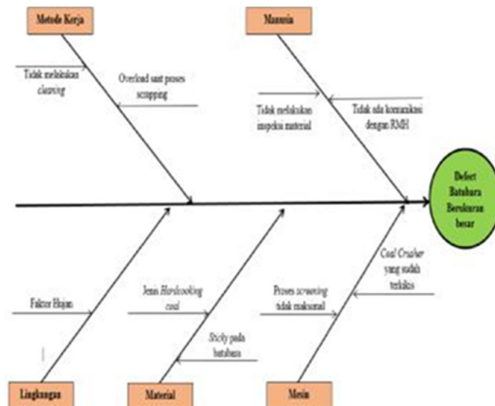 Metode Kerja
Manusia
Tidak melakukan
cleaning
Overload saat proses
scrapping
Tidak melakukan
inspeksi material
Tidak ada komunikasi
dengan RMH
Defect
Batubara
Berukuran
besar
Coal Crusher
yang sudah
terkikis
Faktor Hujan
Jenis Hardcooking
coal
Proses screening
tidak maksimal
Sticky pada
batubara
Lingkungan
Material
Mesin